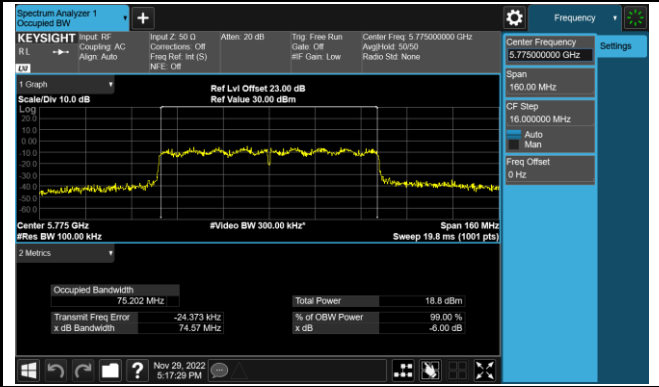 Spectrum Analyzer 1
Occupied BW
Frequency
KEYSIGHT
RL
LXI
Input: RF
Coupling: AC
Align: Auto
Input Z: 50 Ω
Corrections: Off
Freq Ref: Int (S)
NFE: Off
Atten: 20 dB
Trig: Free Run
Gate: Off
#IF Gain: Low
Center Freq: 5.775000000 GHz
Avg|Hold: 50/50
Radio Std: None
Center Frequency
5.775000000 GHz
Settings
Span
160.00 MHz
CF Step
16.000000 MHz
Auto
Man
Freq Offset
0 Hz
1 Graph
Scale/Div 10.0 dB
Ref Lvl Offset 23.00 dB
Ref Value 30.00 dBm
Log
20.0
10.0
0.00
-10.0
-20.0
-30.0
-40.0
-50.0
-60.0
Center 5.775 GHz
#Video BW 300.00 kHz*
Span 160 MHz
#Res BW 100.00 kHz
Sweep 19.8 ms (1001 pts)
2 Metrics
Occupied Bandwidth
75.202 MHz
Total Power 18.8 dBm
Transmit Freq Error -24.373 kHz
% of OBW Power 99.00 %
x dB Bandwidth 74.57 MHz
x dB -6.00 dB
?
Nov 29, 2022
5:17:29 PM